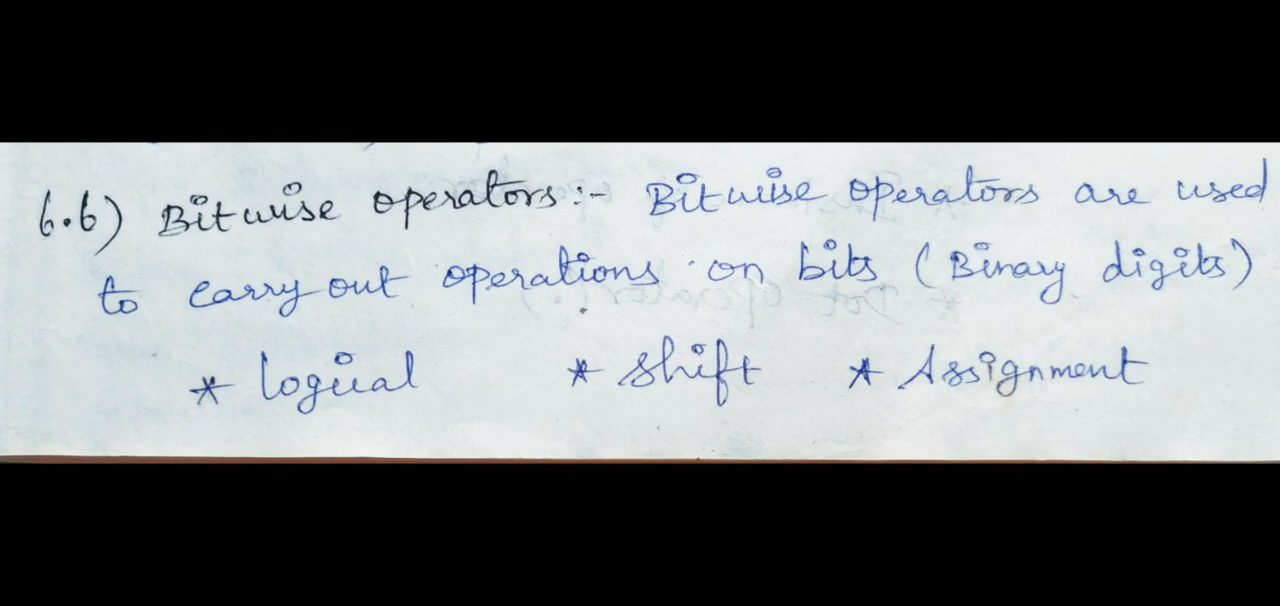 6.6) Bitwise operators:- Bitwise operators are used
to carry out operations on bits (Binary digits)
* logical * shift * Assignment